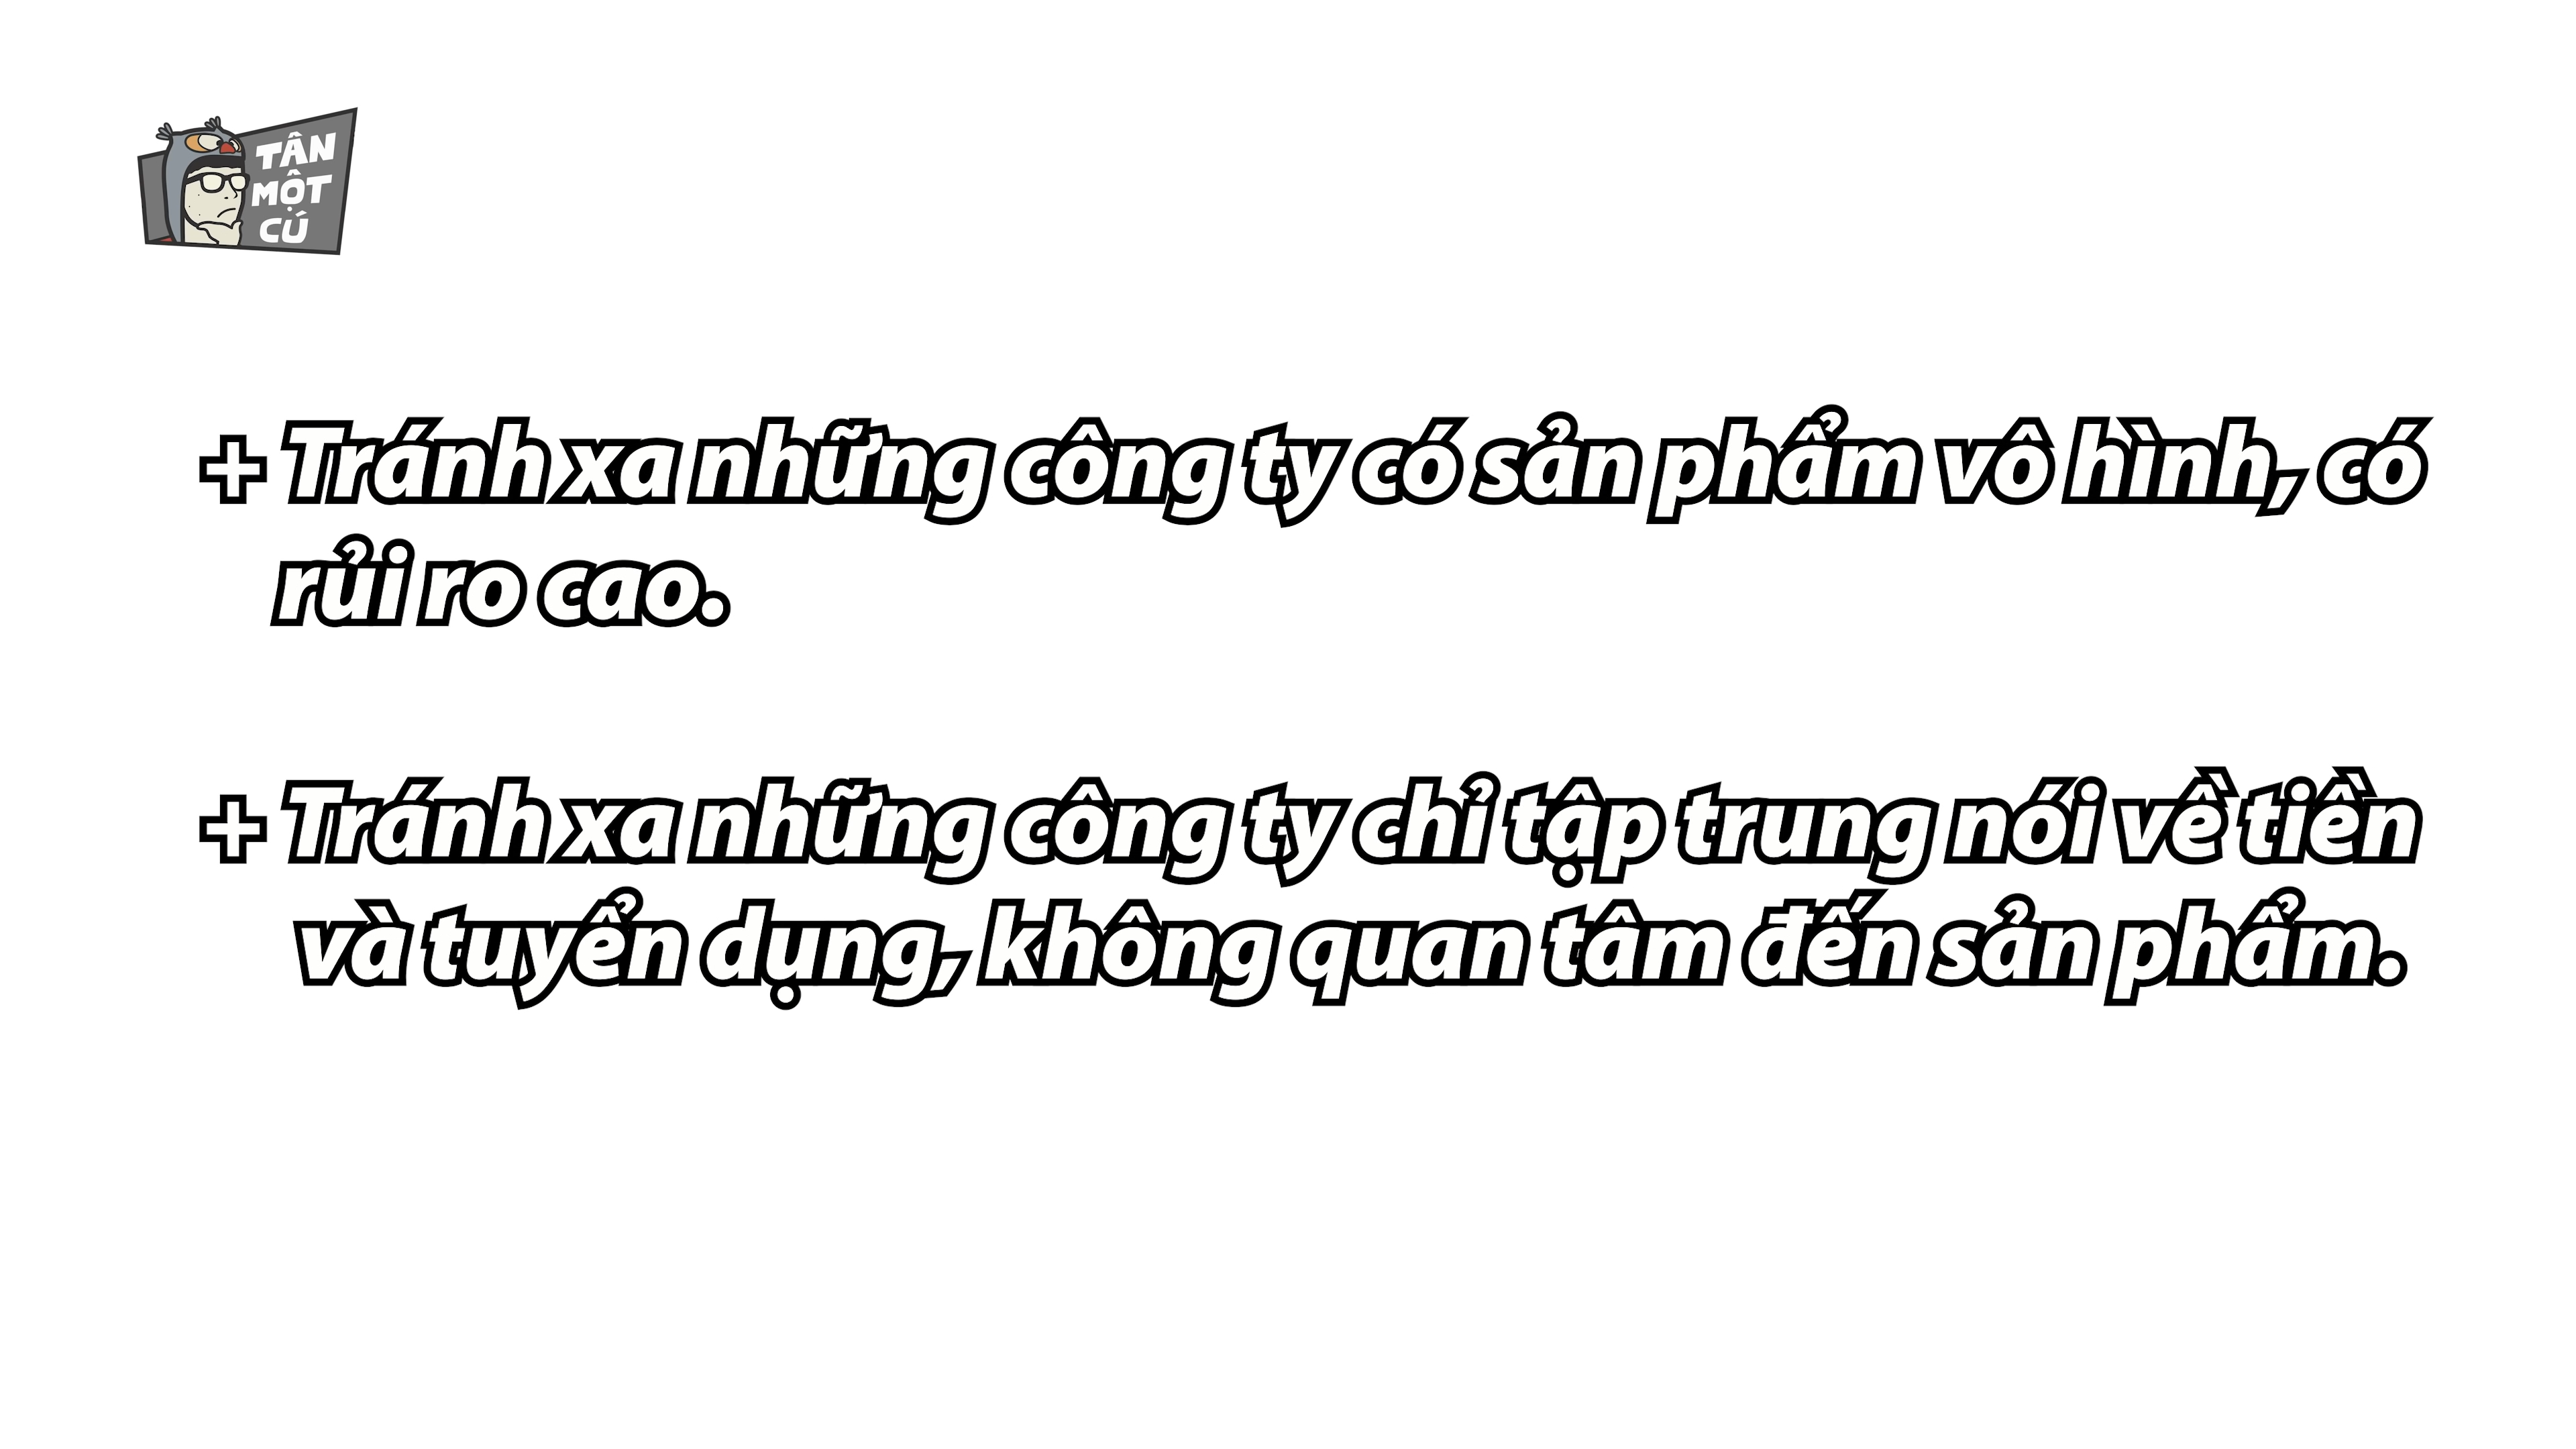 TÂN
MỘT
CÚ
+ Tránh xa những công ty có sản phẩm vô hình, có
rủi ro cao.
+ Tránh xa những công ty chỉ tập trung nói về tiền
và tuyển dụng, không quan tâm đến sản phẩm.